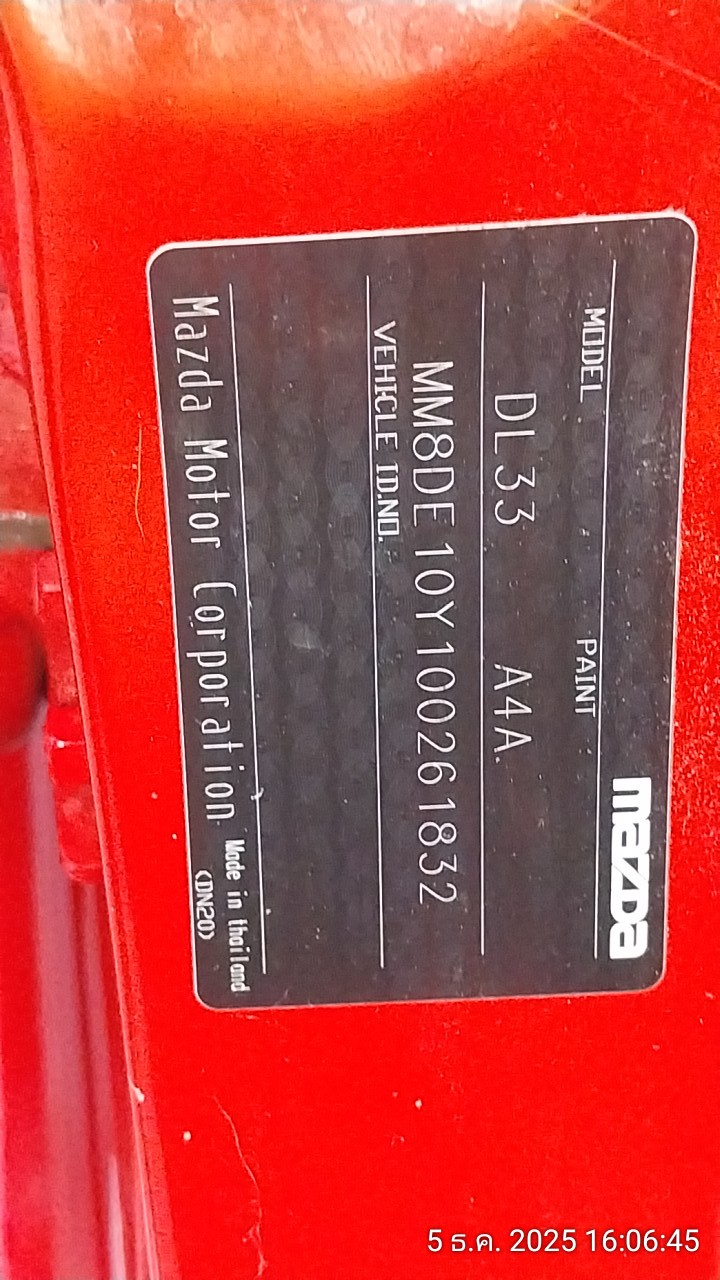 mazda
MODEL PAINT
DL33 A4A
MM8DE10Y100261832
VEHICLE ID.NO.
Mazda Motor Corporation Made in thailand
<DN20>
5 ธ.ค. 2025 16:06:45